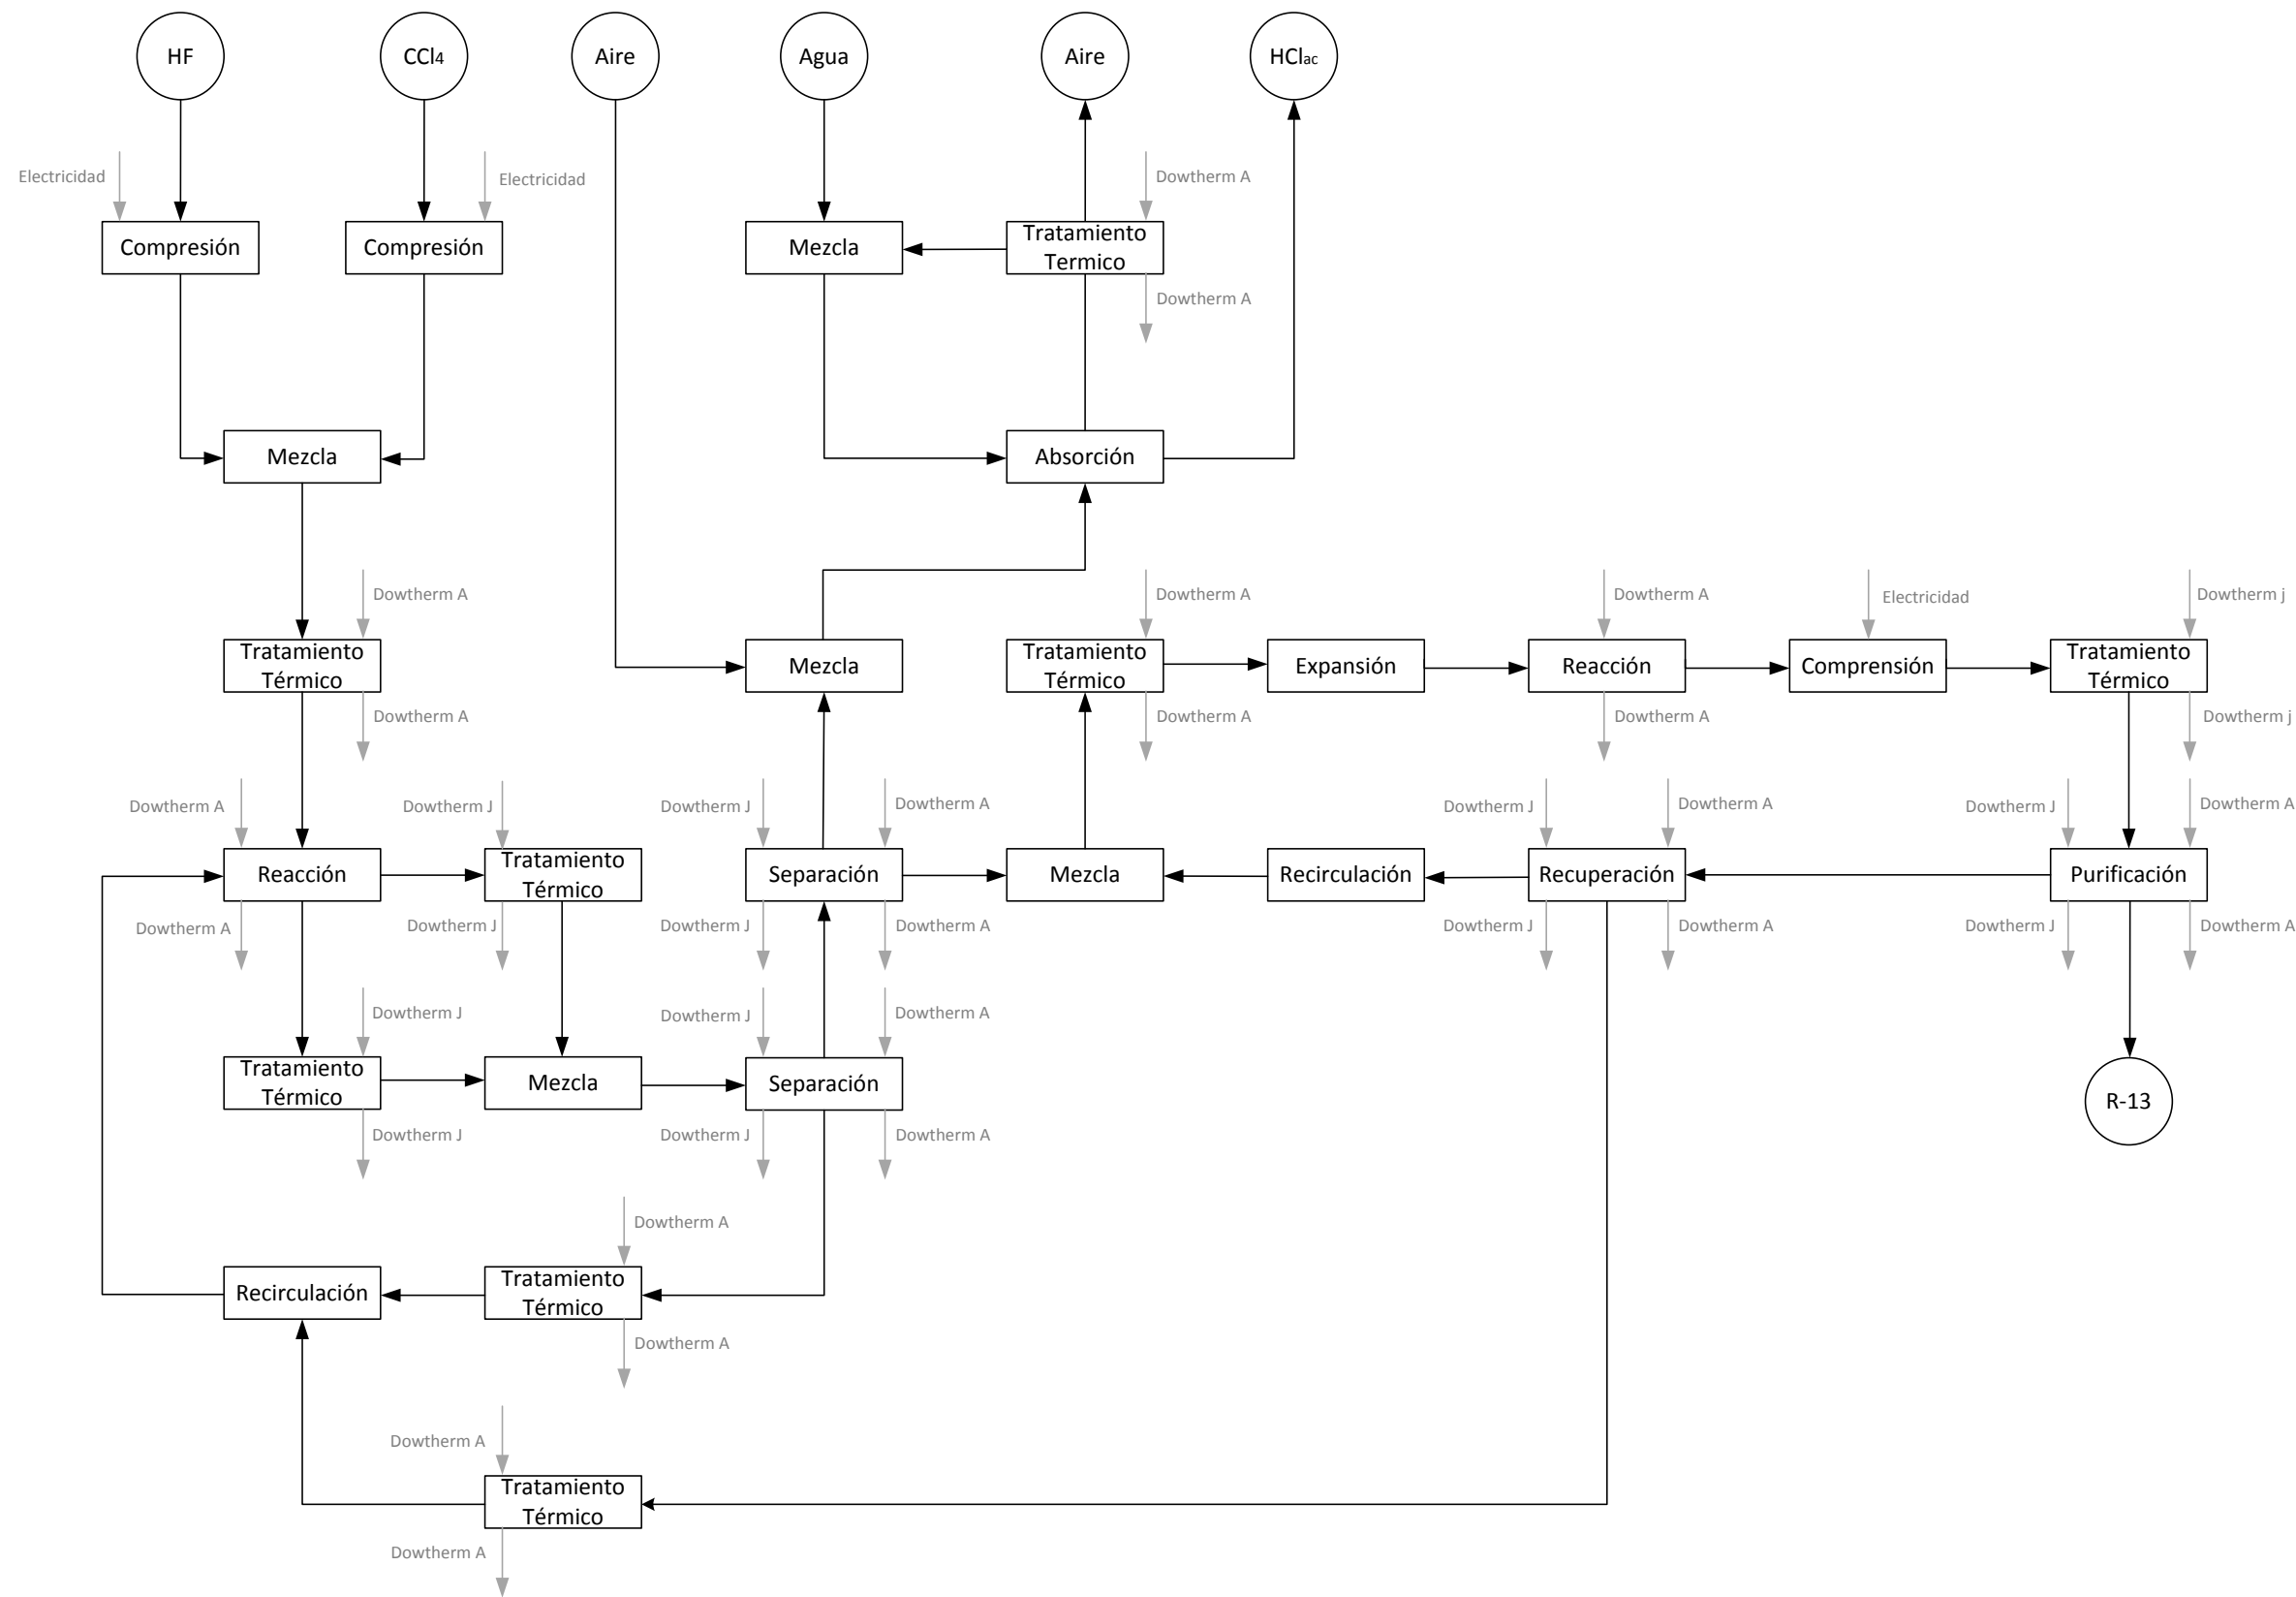 HF
CCl4
Aire
Agua
Aire
HClac
Electricidad
Electricidad
Dowtherm A
Compresión
Compresión
Mezcla
Tratamiento
Termico
Dowtherm A
Mezcla
Absorción
Dowtherm A
Dowtherm A
Dowtherm A
Electricidad
Dowtherm j
Tratamiento
Térmico
Mezcla
Tratamiento
Térmico
Expansión
Reacción
Comprensión
Tratamiento
Térmico
Dowtherm A
Dowtherm A
Dowtherm A
Dowtherm j
Dowtherm A
Dowtherm J
Dowtherm J
Dowtherm A
Dowtherm J
Dowtherm A
Dowtherm J
Dowtherm A
Reacción
Tratamiento
Térmico
Separación
Mezcla
Recirculación
Recuperación
Purificación
Dowtherm A
Dowtherm J
Dowtherm J
Dowtherm A
Dowtherm J
Dowtherm A
Dowtherm J
Dowtherm A
Dowtherm J
Dowtherm J
Dowtherm A
Tratamiento
Térmico
Mezcla
Separación
R-13
Dowtherm J
Dowtherm J
Dowtherm A
Dowtherm A
Recirculación
Tratamiento
Térmico
Dowtherm A
Dowtherm A
Tratamiento
Térmico
Dowtherm A